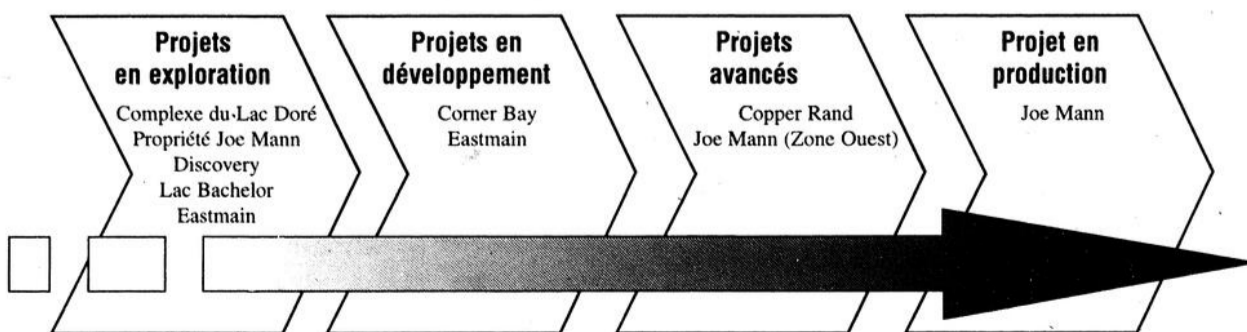 Projets
en exploration
Complexe du Lac Doré
Propriété Joe Mann
Discovery
Lac Bachelor
Eastmain
Projets en
développement
Corner Bay
Eastmain
Projets
avancés
Copper Rand
Joe Mann (Zone Ouest)
Projet en
production
Joe Mann